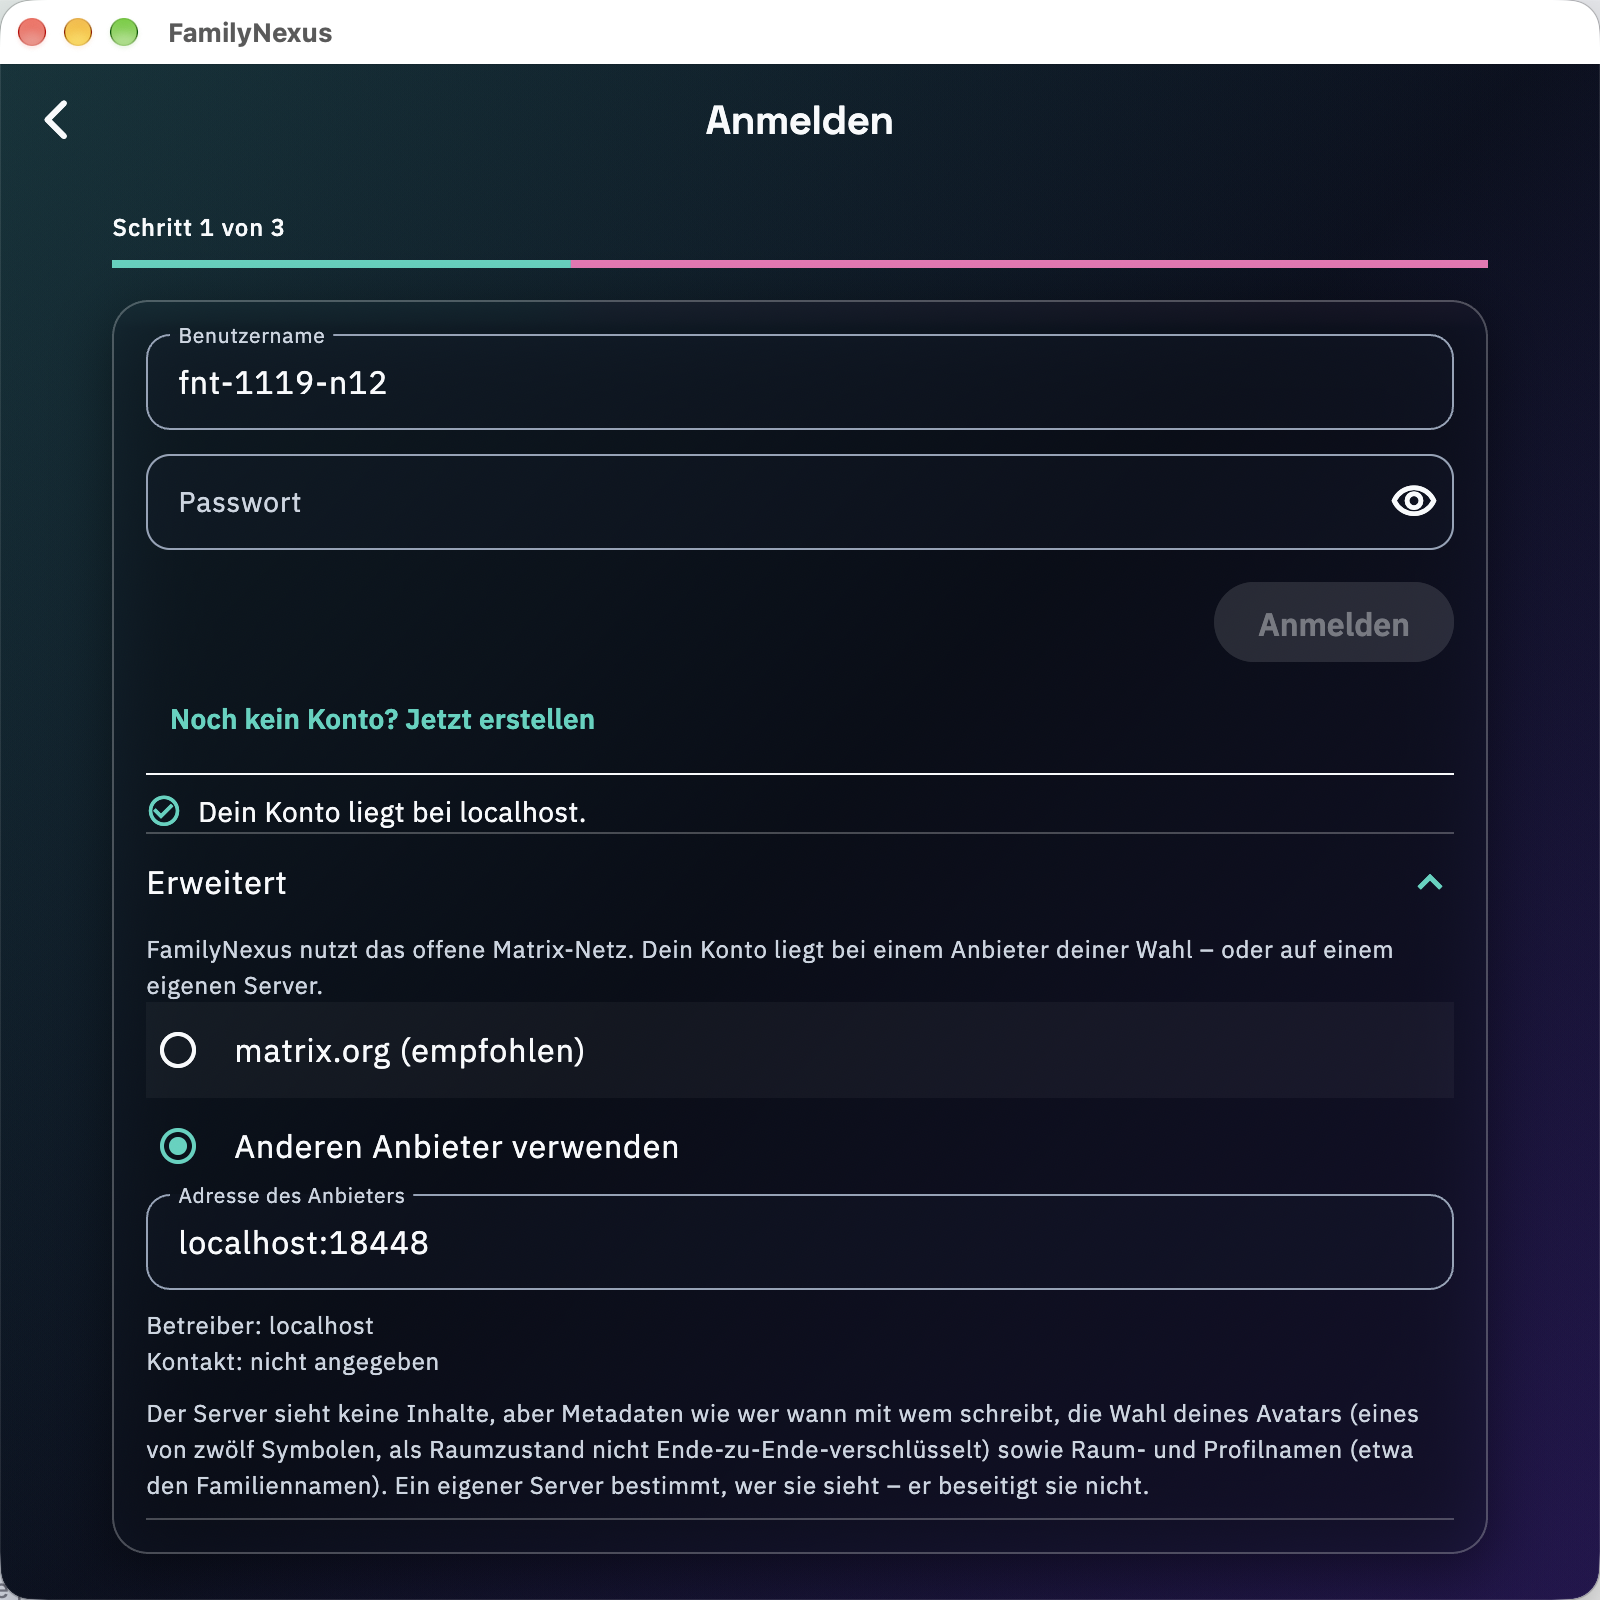 FamilyNexus
Anmelden
Schritt 1 von 3
Benutzername
fnt-1119-n12
Passwort
Anmelden
Noch kein Konto? Jetzt erstellen
Dein Konto liegt bei localhost.
Erweitert
FamilyNexus nutzt das offene Matrix-Netz. Dein Konto liegt bei einem Anbieter deiner Wahl – oder auf einem
eigenen Server.
matrix.org (empfohlen)
Anderen Anbieter verwenden
Adresse des Anbieters
localhost:18448
Betreiber: localhost
Kontakt: nicht angegeben
Der Server sieht keine Inhalte, aber Metadaten wie wer wann mit wem schreibt, die Wahl deines Avatars (eines
von zwölf Symbolen, als Raumzustand nicht Ende-zu-Ende-verschlüsselt) sowie Raum- und Profilnamen (etwa
den Familiennamen). Ein eigener Server bestimmt, wer sie sieht – er beseitigt sie nicht.